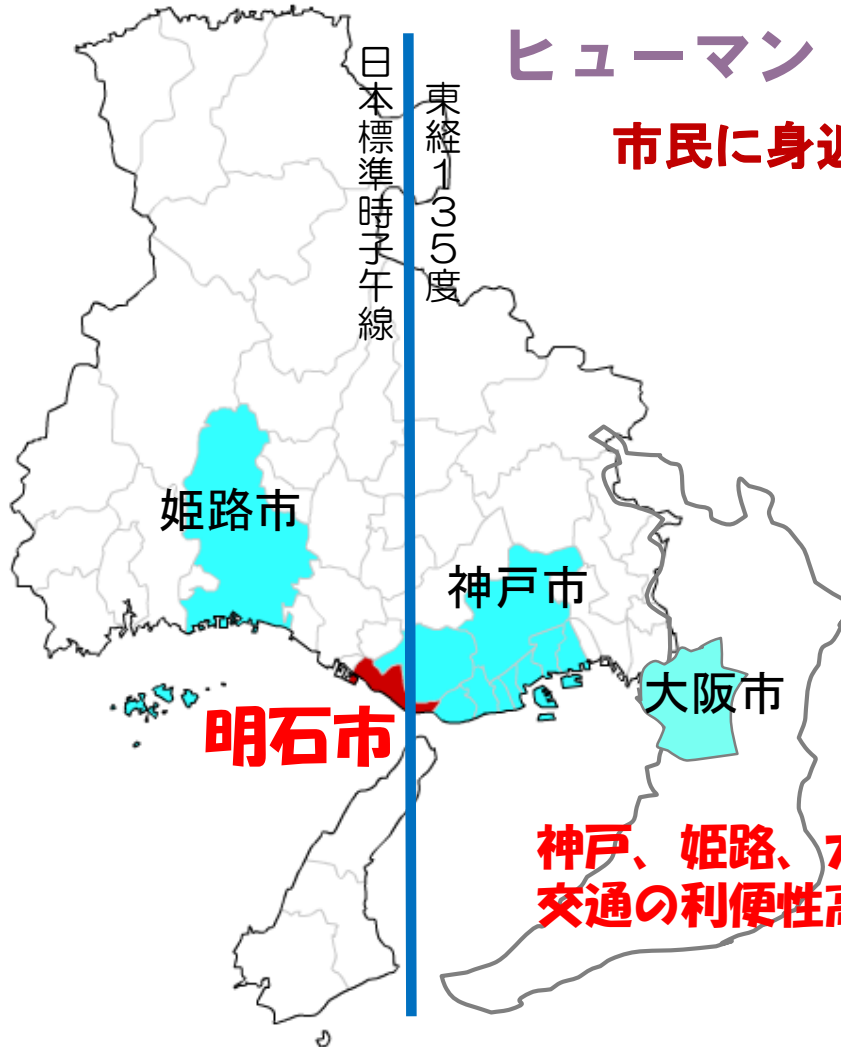 ヒューマン
市民に身近
日本標準時子午線
東経135度
姫路市
神戸市
大阪市
明石市
神戸、姫路、
交通の利便性高